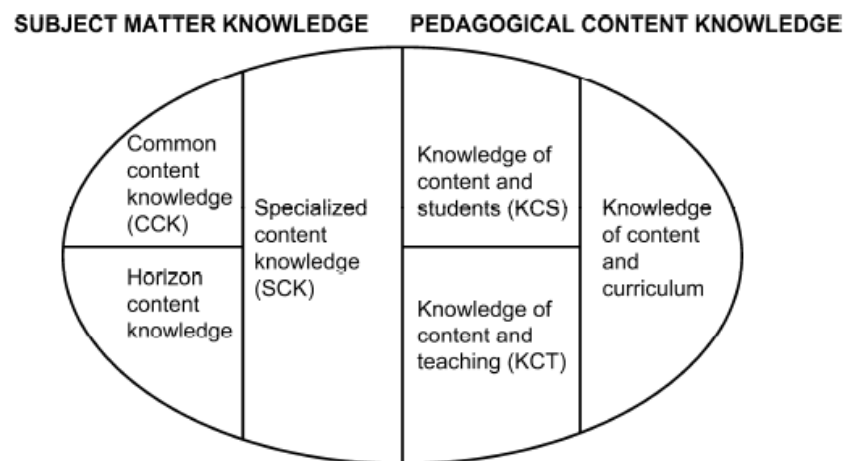 SUBJECT MATTER KNOWLEDGE
PEDAGOGICAL CONTENT KNOWLEDGE
Common
content
knowledge
(CCK)
Horizon
content
knowledge
Specialized
content
knowledge
(SCK)
Knowledge of
content and
students (KCS)
Knowledge of
content and
teaching (KCT)
Knowledge
of content
and
curriculum